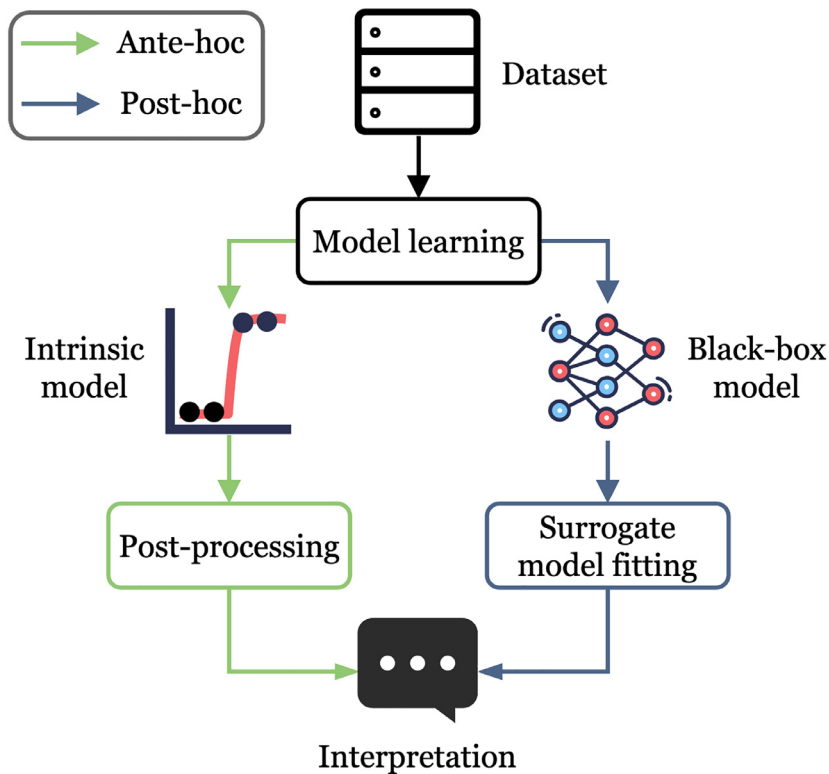 Ante-hoc
Post-hoc
Dataset
Model learning
Intrinsic
model
Black-box
model
Post-processing
Surrogate
model fitting
Interpretation